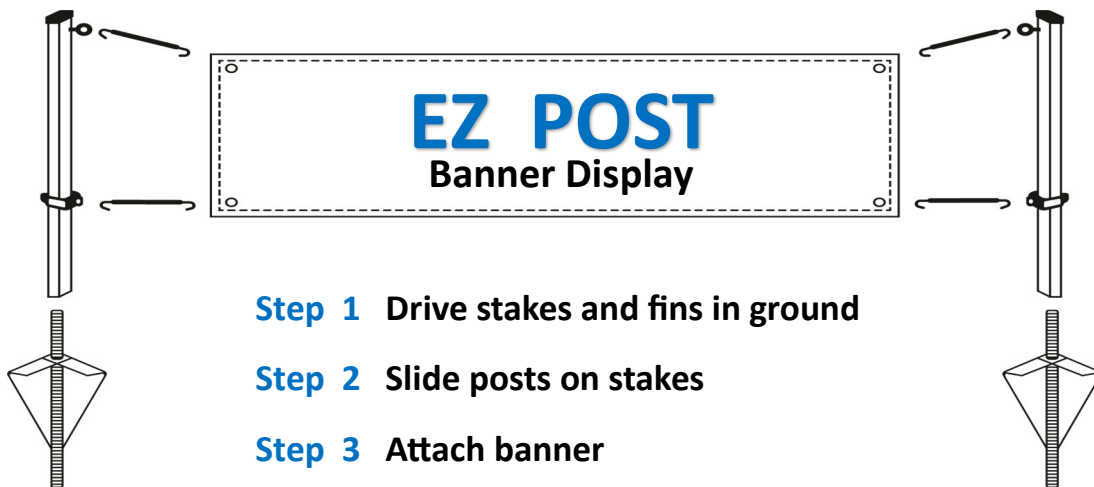 EZ POST
Banner Display
Step 1 Drive stakes and fins in ground
Step 2 Slide posts on stakes
Step 3 Attach banner